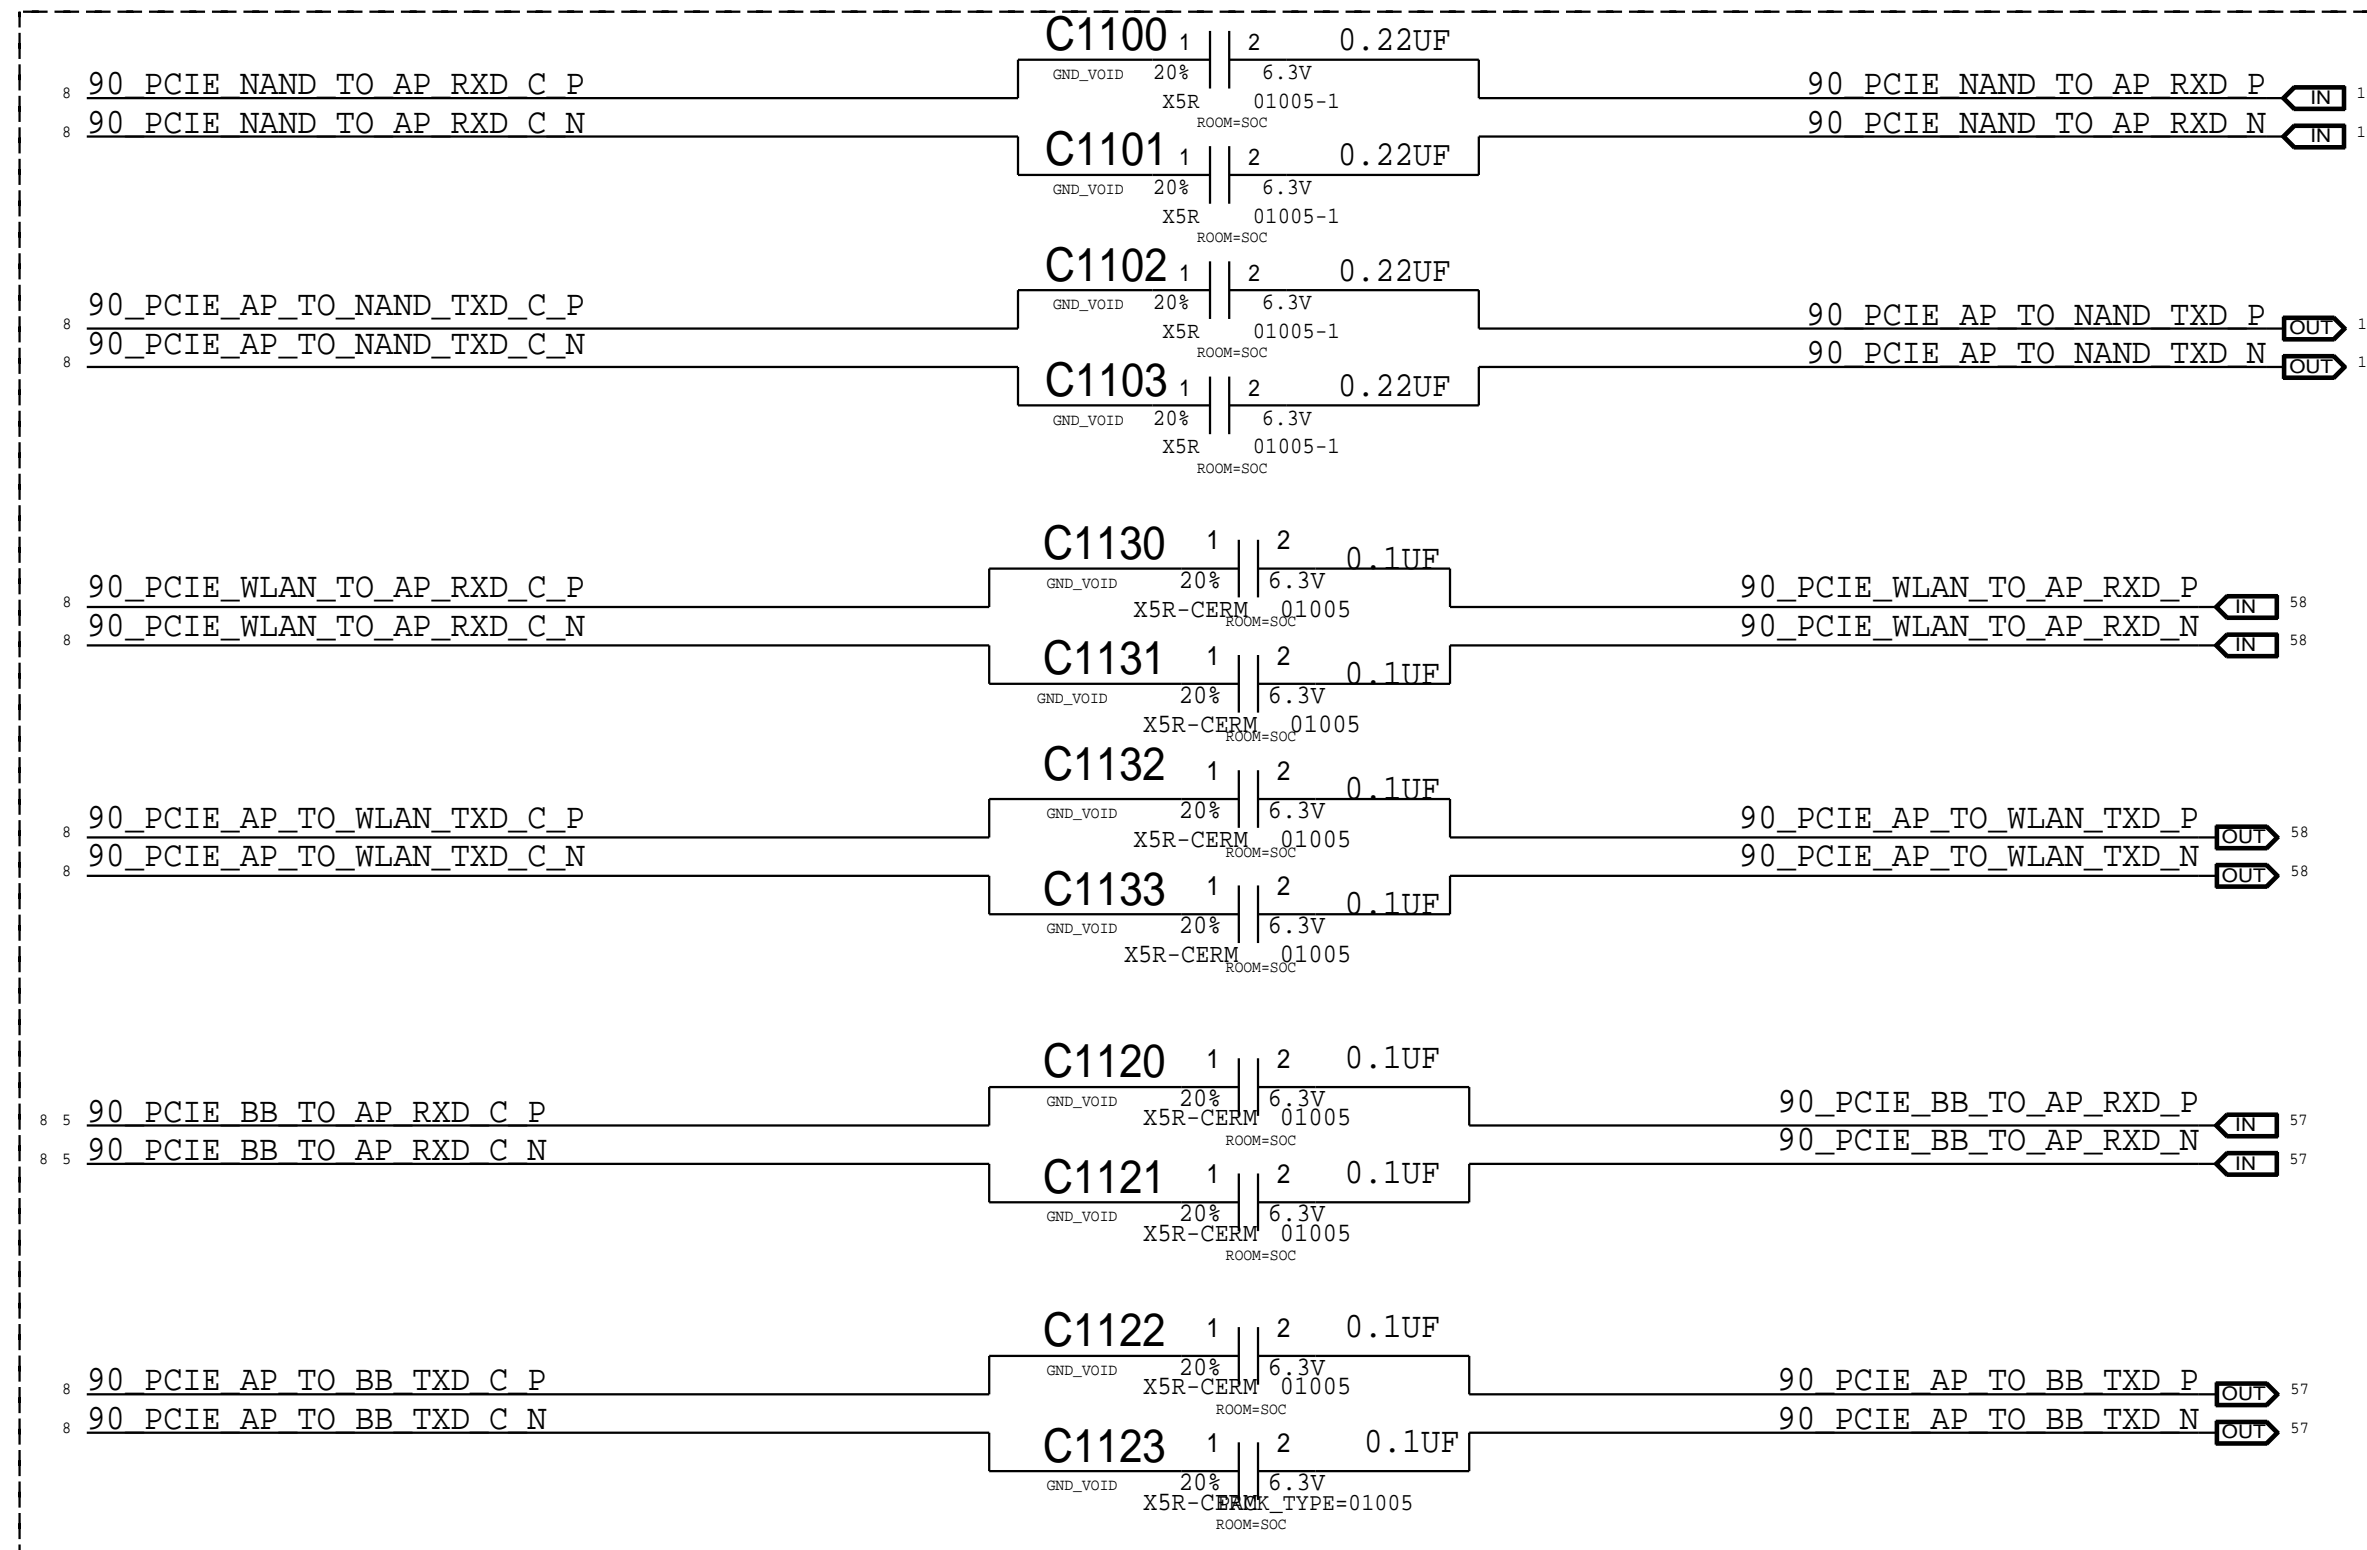 C1100 1 2 0.22UF
8 90_PCIE_NAND_TO_AP_RXD_C_P GND_VOID 20% 6.3V 90_PCIE_NAND_TO_AP_RXD_P IN 1
X5R 01005-1
8 90_PCIE_NAND_TO_AP_RXD_C_N ROOM=SOC 90_PCIE_NAND_TO_AP_RXD_N IN 1
C1101 1 2 0.22UF
GND_VOID 20% 6.3V
X5R 01005-1
ROOM=SOC
C1102 1 2 0.22UF
8 90_PCIE_AP_TO_NAND_TXD_C_P GND_VOID 20% 6.3V 90_PCIE_AP_TO_NAND_TXD_P OUT 1
X5R 01005-1
8 90_PCIE_AP_TO_NAND_TXD_C_N ROOM=SOC 90_PCIE_AP_TO_NAND_TXD_N OUT 1
C1103 1 2 0.22UF
GND_VOID 20% 6.3V
X5R 01005-1
ROOM=SOC
C1130 1 2 0.1UF
8 90_PCIE_WLAN_TO_AP_RXD_C_P GND_VOID 20% 6.3V 90_PCIE_WLAN_TO_AP_RXD_P IN 58
X5R-CERM 01005
8 90_PCIE_WLAN_TO_AP_RXD_C_N ROOM=SOC 90_PCIE_WLAN_TO_AP_RXD_N IN 58
C1131 1 2 0.1UF
GND_VOID 20% 6.3V
X5R-CERM 01005
ROOM=SOC
C1132 1 2 0.1UF
8 90_PCIE_AP_TO_WLAN_TXD_C_P GND_VOID 20% 6.3V 90_PCIE_AP_TO_WLAN_TXD_P OUT 58
X5R-CERM 01005
8 90_PCIE_AP_TO_WLAN_TXD_C_N ROOM=SOC 90_PCIE_AP_TO_WLAN_TXD_N OUT 58
C1133 1 2 0.1UF
GND_VOID 20% 6.3V
X5R-CERM 01005
ROOM=SOC
C1120 1 2 0.1UF
8 5 90_PCIE_BB_TO_AP_RXD_C_P GND_VOID 20% 6.3V 90_PCIE_BB_TO_AP_RXD_P IN 57
X5R-CERM 01005
8 5 90_PCIE_BB_TO_AP_RXD_C_N ROOM=SOC 90_PCIE_BB_TO_AP_RXD_N IN 57
C1121 1 2 0.1UF
GND_VOID 20% 6.3V
X5R-CERM 01005
ROOM=SOC
C1122 1 2 0.1UF
8 90_PCIE_AP_TO_BB_TXD_C_P GND_VOID 20% 6.3V 90_PCIE_AP_TO_BB_TXD_P OUT 57
X5R-CERM 01005
8 90_PCIE_AP_TO_BB_TXD_C_N ROOM=SOC 90_PCIE_AP_TO_BB_TXD_N OUT 57
C1123 1 2 0.1UF
GND_VOID 20% 6.3V
X5R-CERM PACK_TYPE=01005
ROOM=SOC